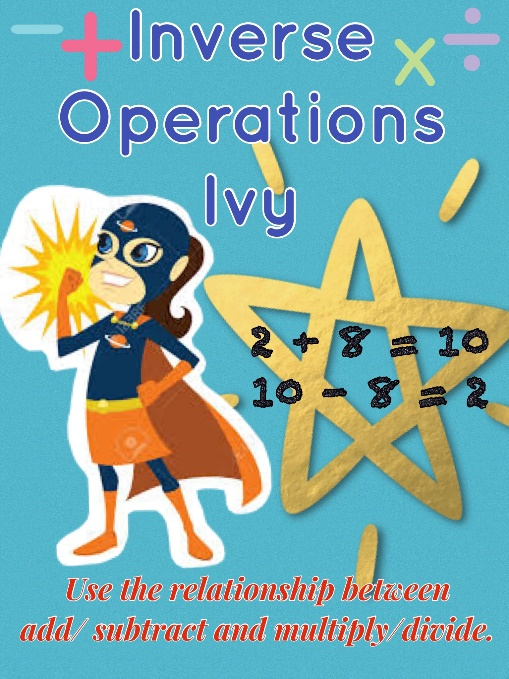 Inverse
Operations
Ivy
2 + 8 = 10
10 - 8 = 2
Use the relationship between
add/ subtract and multiply/divide.